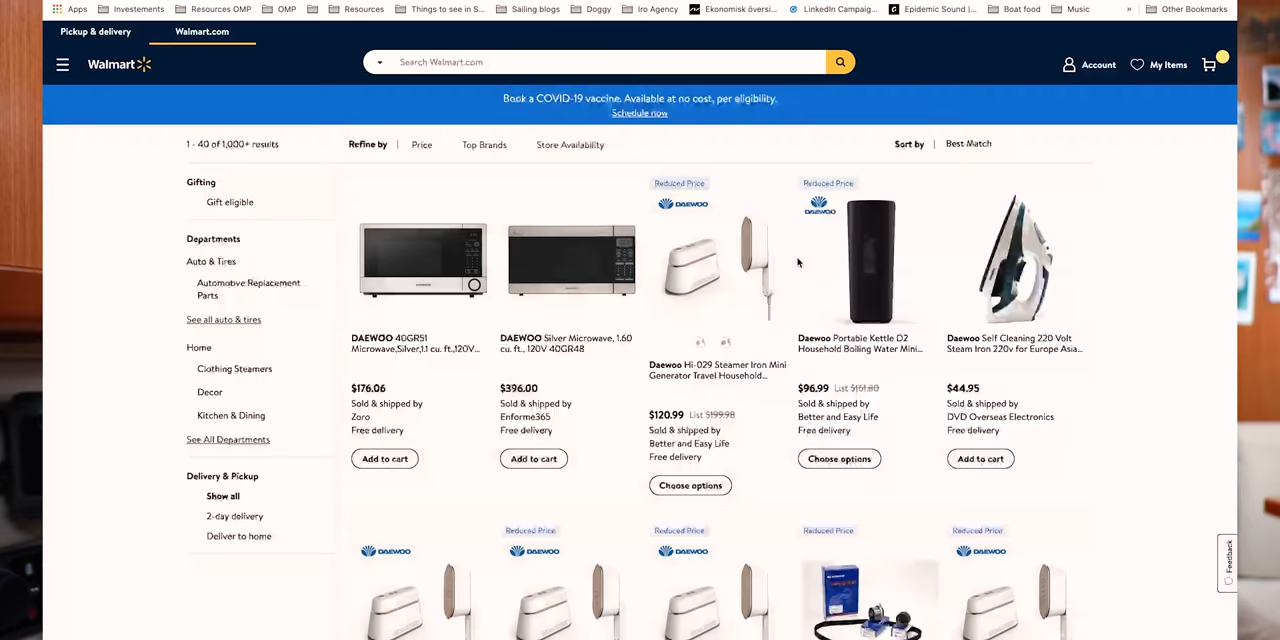 Apps
Investements
Resources OMP
OMP
Resources
Things to see in S...
Sailing blogs
Doggy
Iro Agency
Ekonomisk översi...
LinkedIn Campaig...
Epidemic Sound |...
Boat food
Music
»
Other Bookmarks
Pickup & delivery
Walmart.com
Walmart
Search Walmart.com
Account
My Items
Book a COVID-19 vaccine. Available at no cost, per eligibility.
Schedule now
1 - 40 of 1,000+ results
Refine by | Price Top Brands Store Availability
Sort by | Best Match
Gifting
Gift eligible
Departments
Auto & Tires
Automotive Replacement
Parts
See all auto & tires
Home
Clothing Steamers
Decor
Kitchen & Dining
See All Departments
Delivery & Pickup
Show all
2-day delivery
Deliver to home
DAEWOO 40GR51
Microwave,Silver,1.1 cu. ft.,120V...
$176.06
Sold & shipped by
Zoro
Free delivery
Add to cart
DAEWOO Silver Microwave, 1.60
cu. ft., 120V 40GR48
$396.00
Sold & shipped by
Enforme365
Free delivery
Add to cart
Reduced Price
DAEWOO
Daewoo Hi-029 Steamer Iron Mini
Generator Travel Household...
$120.99 List $199.98
Sold & shipped by
Better and Easy Life
Free delivery
Choose options
Reduced Price
DAEWOO
Daewoo Portable Kettle D2
Household Boiling Water Mini...
$96.99 List $151.80
Sold & shipped by
Better and Easy Life
Free delivery
Choose options
Daewoo Self Cleaning 220 Volt
Steam Iron 220v for Europe Asia...
$44.95
Sold & shipped by
DVD Overseas Electronics
Free delivery
Add to cart
DAEWOO
Reduced Price
DAEWOO
Reduced Price
DAEWOO
Reduced Price
Reduced Price
DAEWOO
Feedback